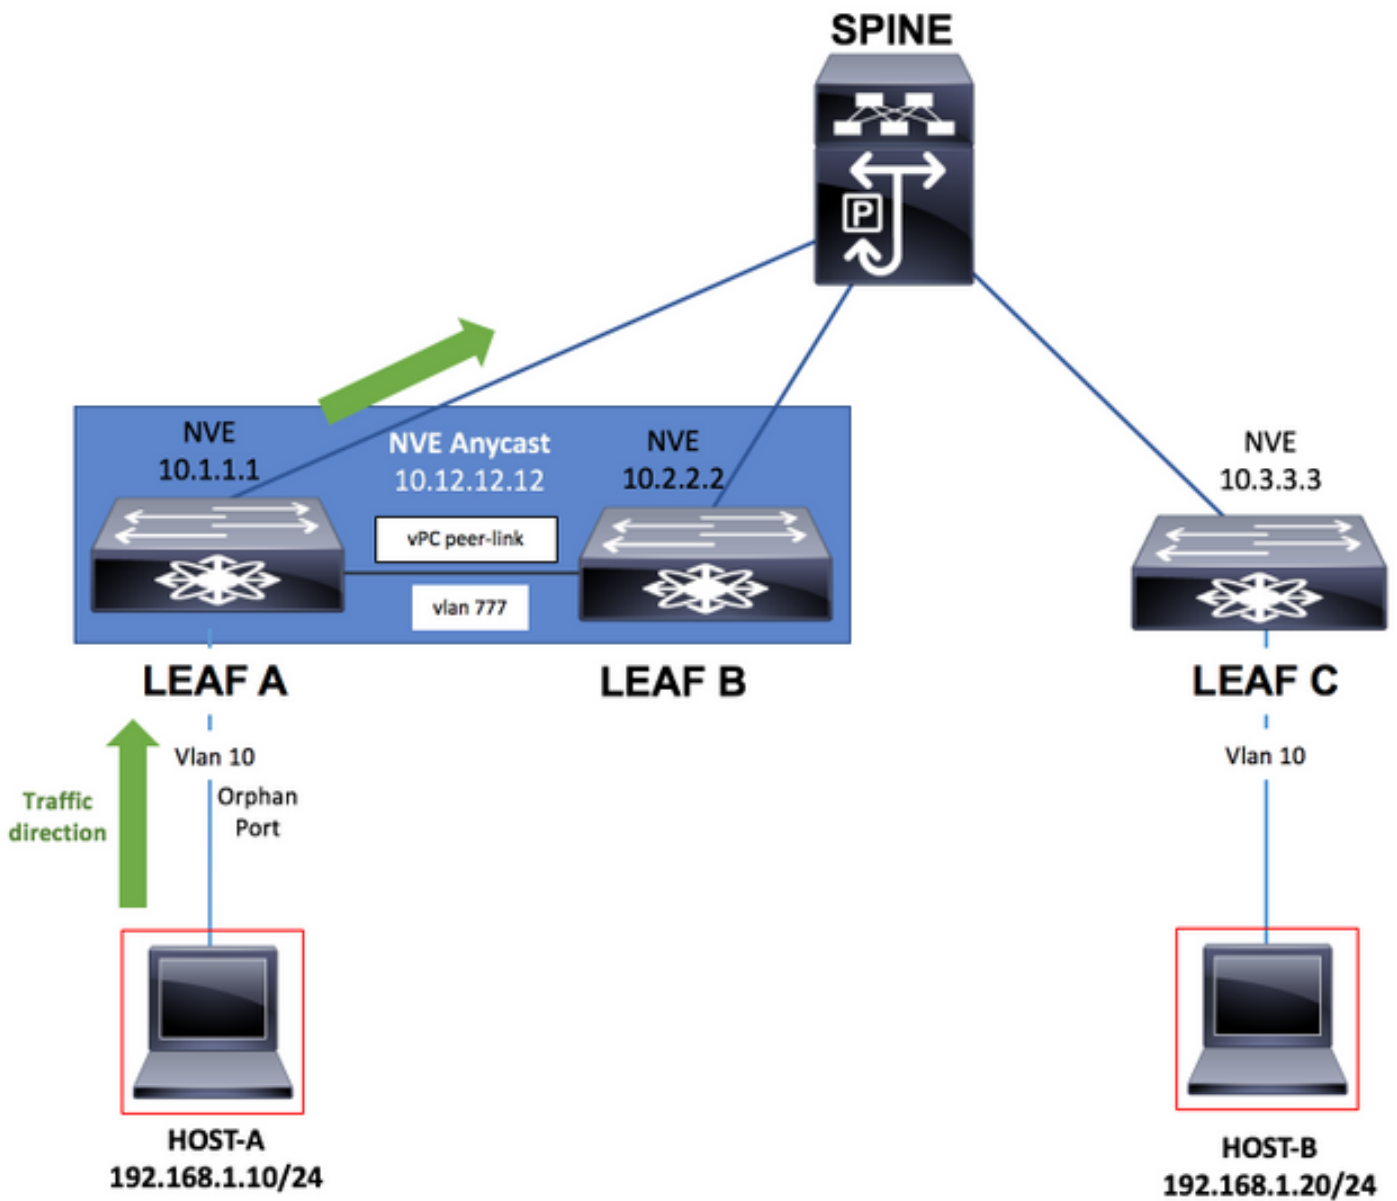 SPINE
P
NVE
10.1.1.1
NVE Anycast
10.12.12.12
NVE
10.2.2.2
NVE
10.3.3.3
vPC peer-link
vlan 777
LEAF A
LEAF B
LEAF C
Vlan 10
Orphan
Port
Traffic
direction
Vlan 10
HOST-A
192.168.1.10/24
HOST-B
192.168.1.20/24